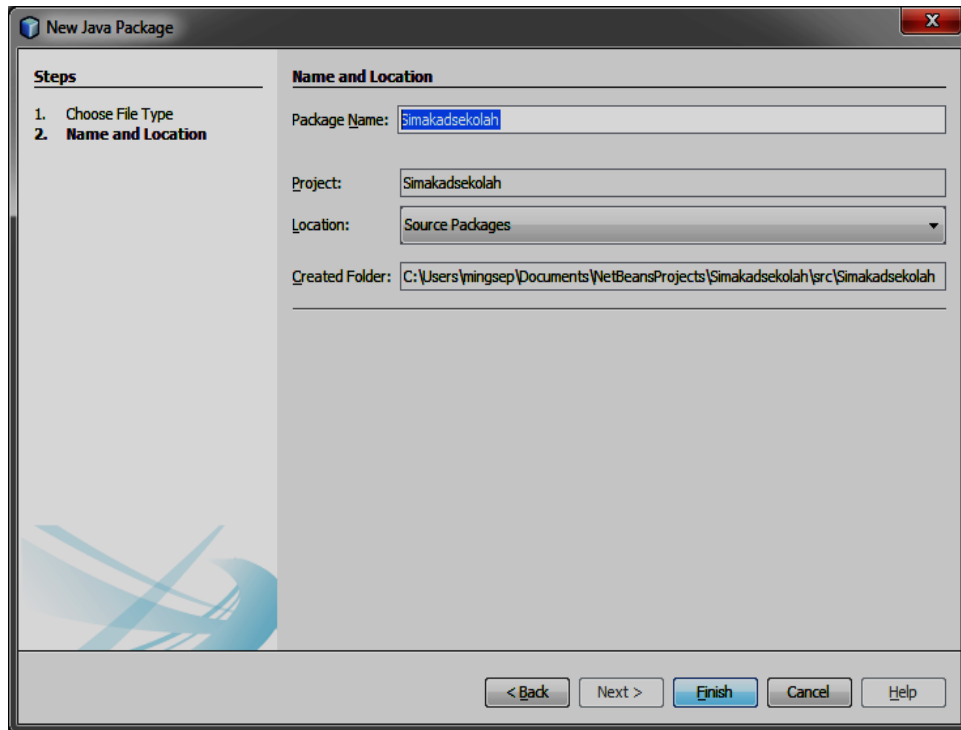 New Java Package
X
Steps
1. Choose File Type
2. Name and Location
Name and Location
Package Name: Simakadsekolah
Project: Simakadsekolah
Location: Source Packages
Created Folder: C:\Users\mingsep\Documents\NetBeansProjects\Simakadsekolah\src\Simakadsekolah
< Back Next > Finish Cancel Help